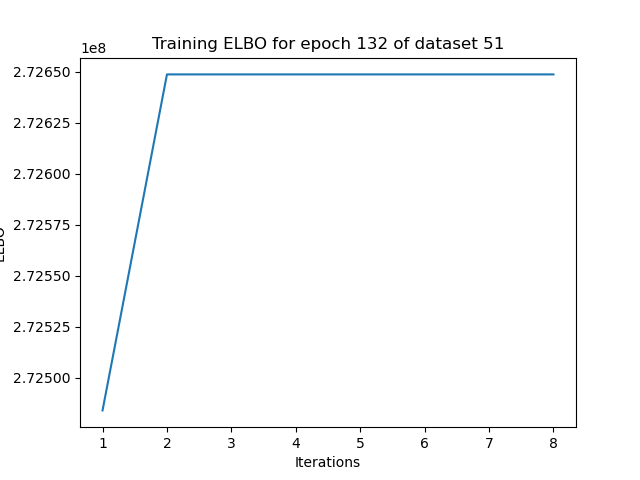 Training ELBO for epoch 132 of dataset 51
1e8
2.72650
2.72625
2.72600
2.72575
2.72550
2.72525
2.72500
ELBO
1 2 3 4 5 6 7 8
Iterations